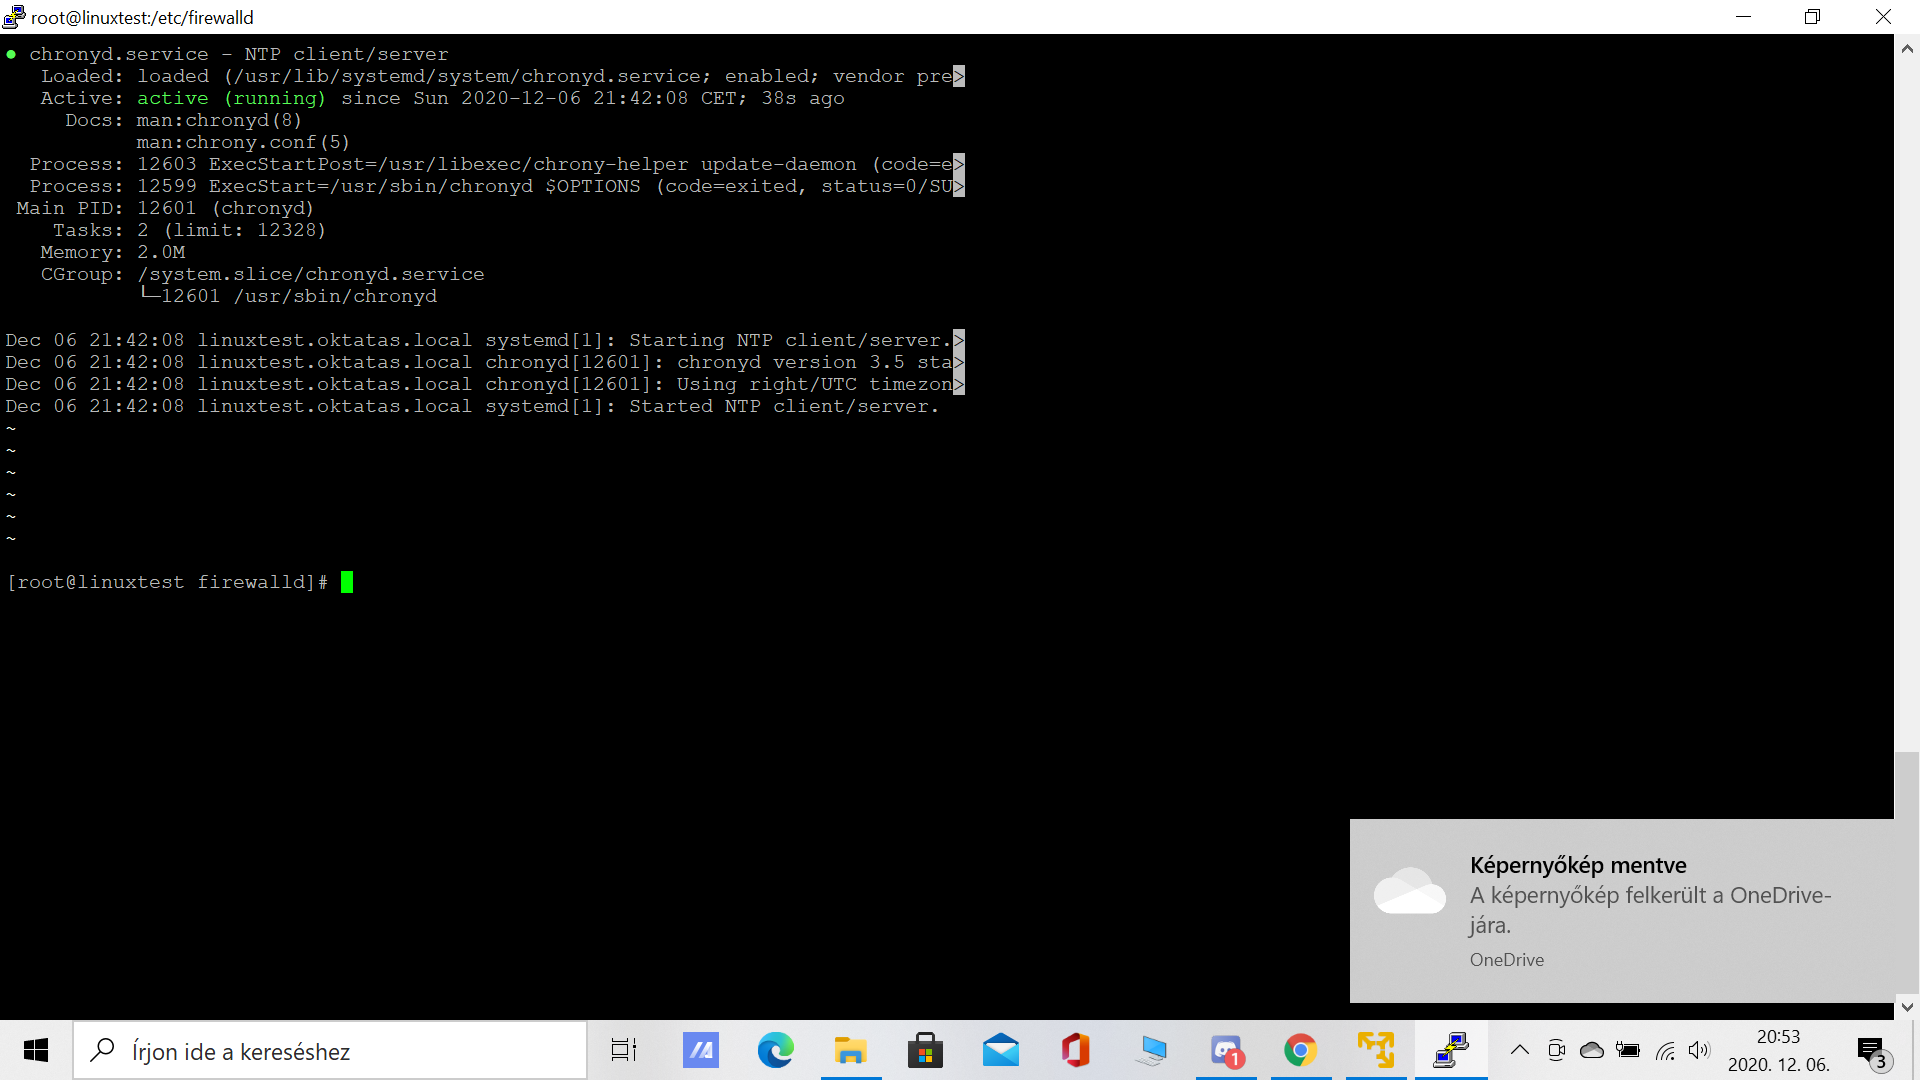 root@linuxtest:/etc/firewalld
● chronyd.service - NTP client/server
Loaded: loaded (/usr/lib/systemd/system/chronyd.service; enabled; vendor pre>
Active: active (running) since Sun 2020-12-06 21:42:08 CET; 38s ago
Docs: man:chronyd(8)
man:chrony.conf(5)
Process: 12603 ExecStartPost=/usr/libexec/chrony-helper update-daemon (code=e>
Process: 12599 ExecStart=/usr/sbin/chronyd $OPTIONS (code=exited, status=0/SU>
Main PID: 12601 (chronyd)
Tasks: 2 (limit: 12328)
Memory: 2.0M
CGroup: /system.slice/chronyd.service
└─12601 /usr/sbin/chronyd
Dec 06 21:42:08 linuxtest.oktatas.local systemd[1]: Starting NTP client/server.>
Dec 06 21:42:08 linuxtest.oktatas.local chronyd[12601]: chronyd version 3.5 sta>
Dec 06 21:42:08 linuxtest.oktatas.local chronyd[12601]: Using right/UTC timezon>
Dec 06 21:42:08 linuxtest.oktatas.local systemd[1]: Started NTP client/server.
~
~
~
~
~
~
[root@linuxtest firewalld]#
Képernyőkép mentve
A képernyőkép felkerült a OneDrive-
jára.
OneDrive
Írjon ide a kereséshez
1
20:53
2020. 12. 06.
3